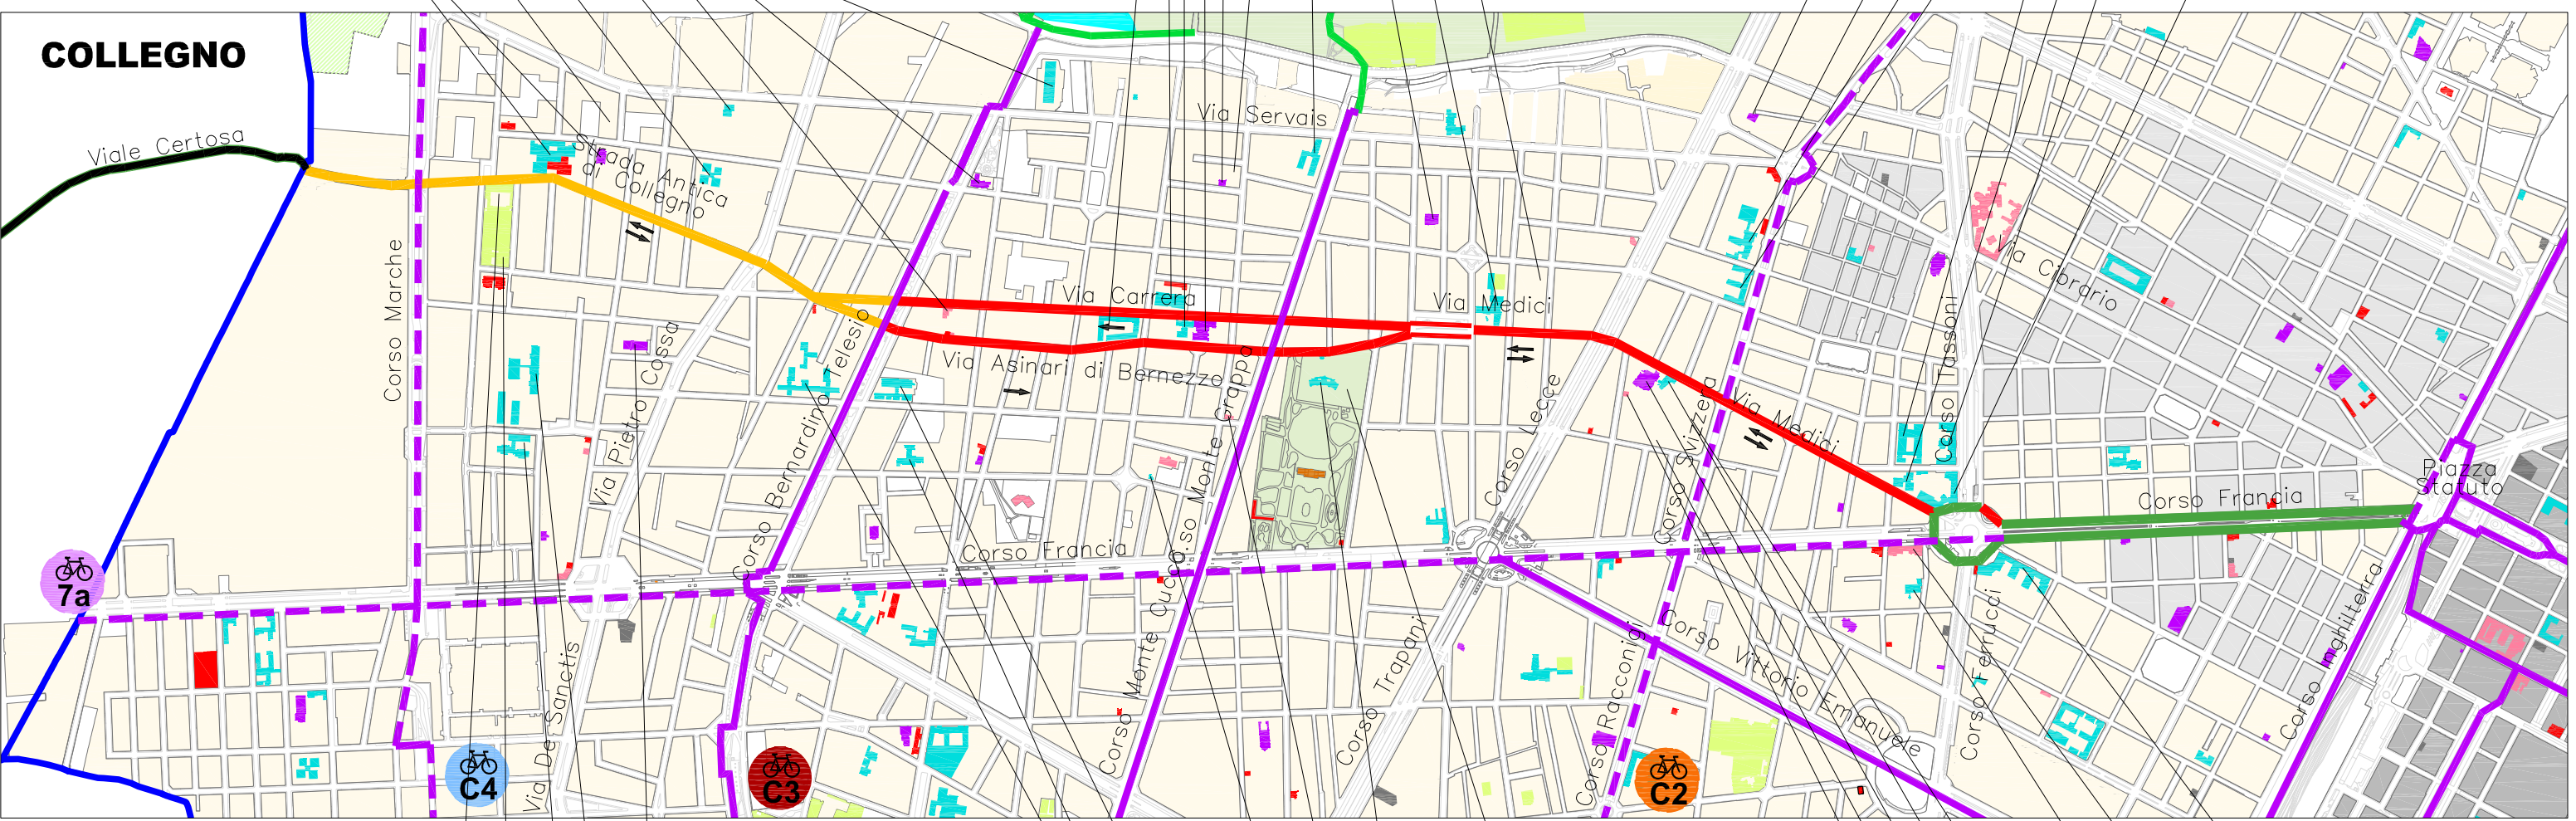 COLLEGNO
Viale Certosa
Strada Antica
di Collegno
Via Servais
Corso Marche
Via Carrera
Via Medici
Via Cibrario
Via Pietro Cossa
Corso Bernardino Telesio
Via Asinari di Bernezzo
Corso Monte Grappa
Corso Lecce
Corso Svizzera
Via Medici
Corso Tassoni
Piazza
Statuto
Corso Francia
Corso Francia
7a
Via De Sanctis
Corso Monte Cucco
Corso Trapani
Corso Racconigi
Corso Vittorio Emanuele
Corso Ferrucci
Corso Inghilterra
C4
C3
C2